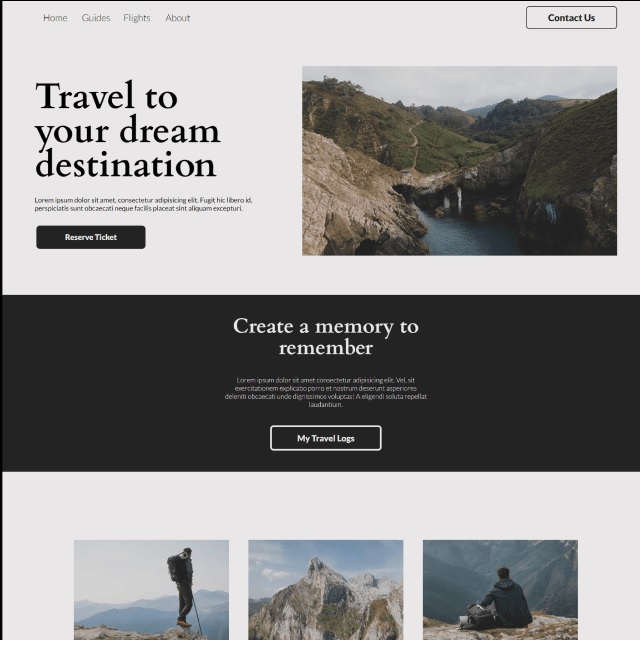 Home Guides Flights About
Contact Us
Travel to
your dream
destination
Lorem ipsum dolor sit amet, consectetur adipisicing elit. Fugit hic libero id,
perspiciatis sunt obcaecati neque facilis placeat sint aliquam excepturi.
Reserve Ticket
Create a memory to
remember
Lorem ipsum dolor sit amet consectetur adipisicing elit. Vel, sit
exercitationem explicabo porro et nostrum deserunt asperiores
deleniti obcaecati unde dignissimos voluptas! A eligendi soluta repellat
laudantium.
My Travel Logs